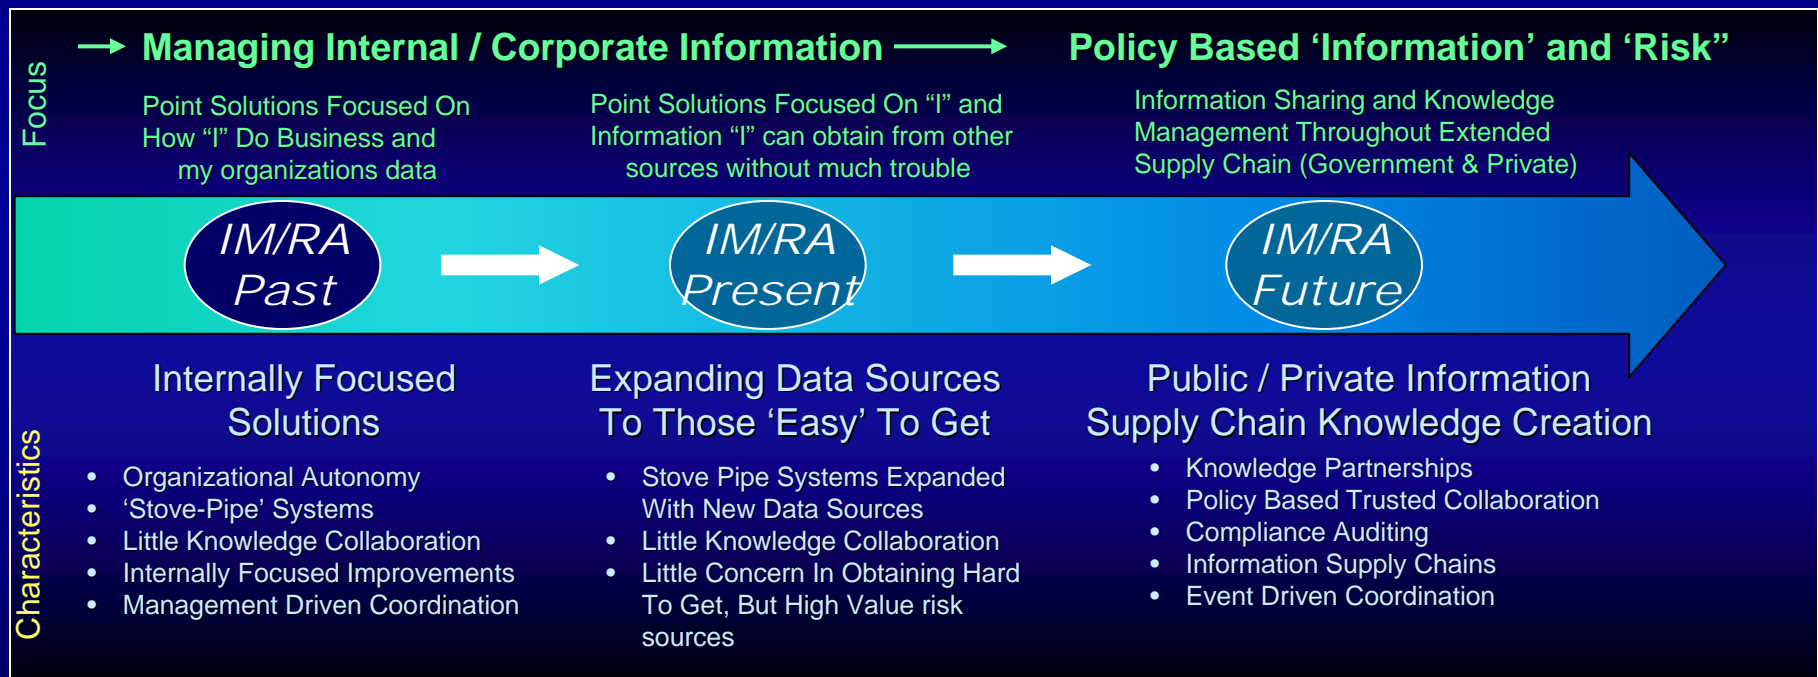 Focus
Managing Internal / Corporate Information
Policy Based ‘Information’ and ‘Risk”
Point Solutions Focused On
How “I” Do Business and
my organizations data
Point Solutions Focused On “I” and
Information “I” can obtain from other
sources without much trouble
Information Sharing and Knowledge
Management Throughout Extended
Supply Chain (Government & Private)
IM/RA
Past
IM/RA
Present
IM/RA
Future
Characteristics
Internally Focused
Solutions
• Organizational Autonomy
• ‘Stove-Pipe’ Systems
• Little Knowledge Collaboration
• Internally Focused Improvements
• Management Driven Coordination
Expanding Data Sources
To Those ‘Easy’ To Get
• Stove Pipe Systems Expanded
With New Data Sources
• Little Knowledge Collaboration
• Little Concern In Obtaining Hard
To Get, But High Value risk
sources
Public / Private Information
Supply Chain Knowledge Creation
• Knowledge Partnerships
• Policy Based Trusted Collaboration
• Compliance Auditing
• Information Supply Chains
• Event Driven Coordination